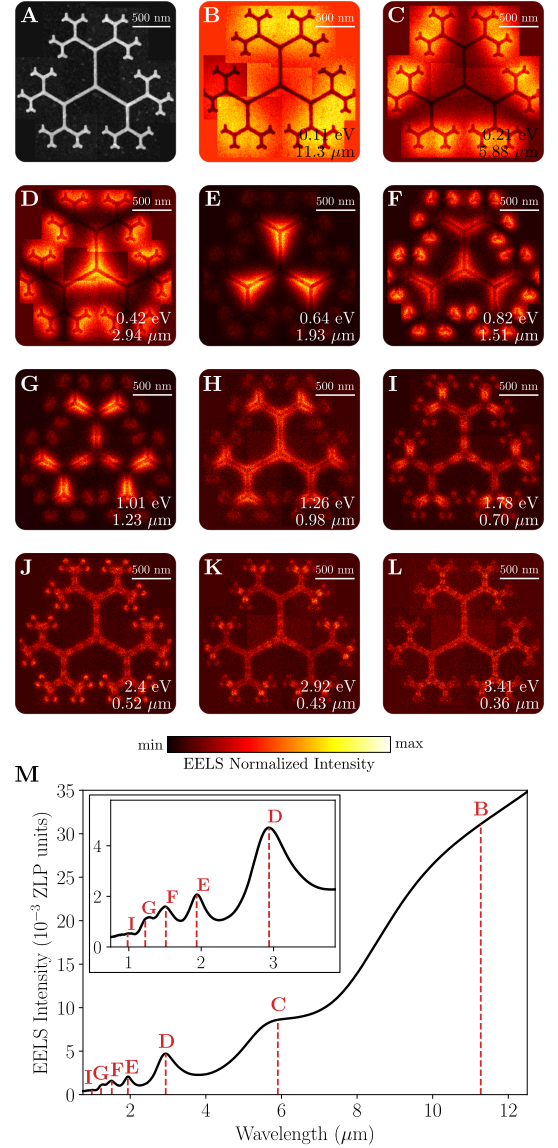 A 500 nm
B 500 nm
0.11 eV
11.3 μm
C 500 nm
0.21 eV
5.88 μm
D 500 nm
0.42 eV
2.94 μm
E 500 nm
0.64 eV
1.93 μm
F 500 nm
0.82 eV
1.51 μm
G 500 nm
1.01 eV
1.23 μm
H 500 nm
1.26 eV
0.98 μm
I 500 nm
1.78 eV
0.70 μm
J 500 nm
2.4 eV
0.52 μm
K 500 nm
2.92 eV
0.43 μm
L 500 nm
3.41 eV
0.36 μm
min max
EELS Normalized Intensity
M
EELS Intensity (10⁻³ ZLP units)
35
30
25
20
15
10
5
0
I G F E D C B
2 4 6 8 10 12
Wavelength (μm)
4
2
0
I G F E D
1 2 3